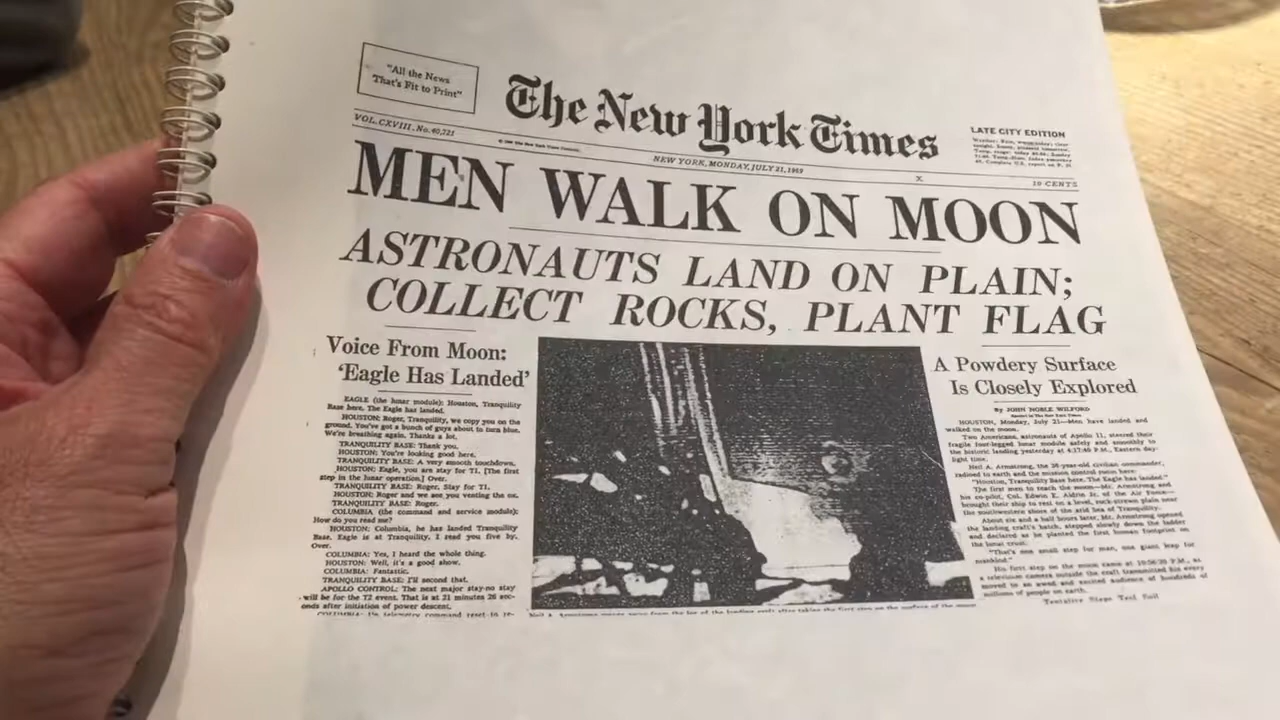 "All the News
That's Fit to Print"
The New York Times
LATE CITY EDITION
VOL. CXVIII. No. 40,721
NEW YORK, MONDAY, JULY 21, 1969
X
10 CENTS
MEN WALK ON MOON
ASTRONAUTS LAND ON PLAIN;
COLLECT ROCKS, PLANT FLAG
Voice From Moon:
'Eagle Has Landed'
EAGLE (the lunar module): Houston, Tranquility
Base here. The Eagle has landed.
HOUSTON: Roger, Tranquility, we copy you on the
ground. You've got a bunch of guys about to turn blue.
We're breathing again. Thanks a lot.
TRANQUILITY BASE: Thank you.
HOUSTON: You're looking good here.
TRANQUILITY BASE: A very smooth touchdown.
HOUSTON: Eagle, you are stay for T1. [The first
step in the lunar operation.] Over.
TRANQUILITY BASE: Roger. Stay for T1.
HOUSTON: Roger and we see you venting the ox.
TRANQUILITY BASE: Roger.
COLUMBIA (the command and service module):
How do you read me?
HOUSTON: Columbia, he has landed Tranquility
Base. Eagle is at Tranquility. I read you five by.
Over.
COLUMBIA: Yes, I heard the whole thing.
HOUSTON: Well, it's a good show.
COLUMBIA: Fantastic.
TRANQUILITY BASE: I'll second that.
APOLLO CONTROL: The next major stay-no stay
will be for the T2 event. That is at 21 minutes 26 sec-
onds after initiation of power descent.
A Powdery Surface
Is Closely Explored
By JOHN NOBLE WILFORD
Special to The New York Times
HOUSTON, Monday, July 21—Men have landed and
walked on the moon.
Two Americans, astronauts of Apollo 11, steered their
fragile four-legged lunar module safely and smoothly to
the historic landing yesterday at 4:17:40 P.M., Eastern day-
light time.
Neil A. Armstrong, the 38-year-old civilian commander,
radioed to earth and the mission control room here:
"Houston, Tranquility Base here. The Eagle has landed."
The first men to reach the moon—Mr. Armstrong and
his co-pilot, Col. Edwin E. Aldrin Jr. of the Air Force—
brought their ship to rest on a level, rock-strewn plain near
the southwestern shore of the arid Sea of Tranquility.
About six and a half hours later, Mr. Armstrong opened
the landing craft's hatch, stepped slowly down the ladder
and declared as he planted the first human footprint on
the lunar crust:
"That's one small step for man, one giant leap for
mankind."
His first step on the moon came at 10:56:20 P.M., as
a television camera outside the craft transmitted his every
move to an awed and excited audience of hundreds of
millions of people on earth.